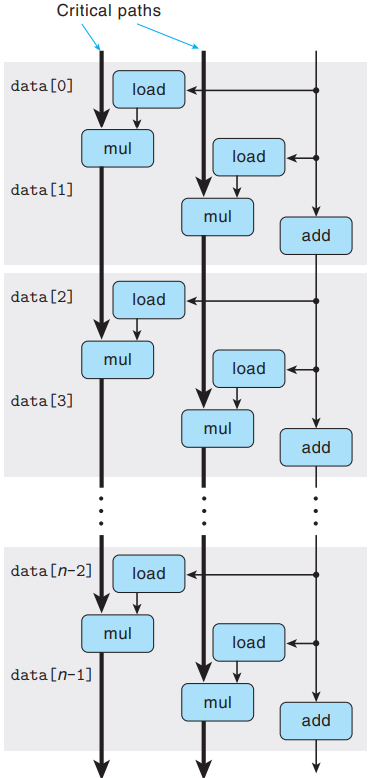 Critical paths
data[0]
load
mul
load
data[1]
mul
add
data[2]
load
mul
load
data[3]
mul
add
data[n-2]
load
mul
load
data[n-1]
mul
add